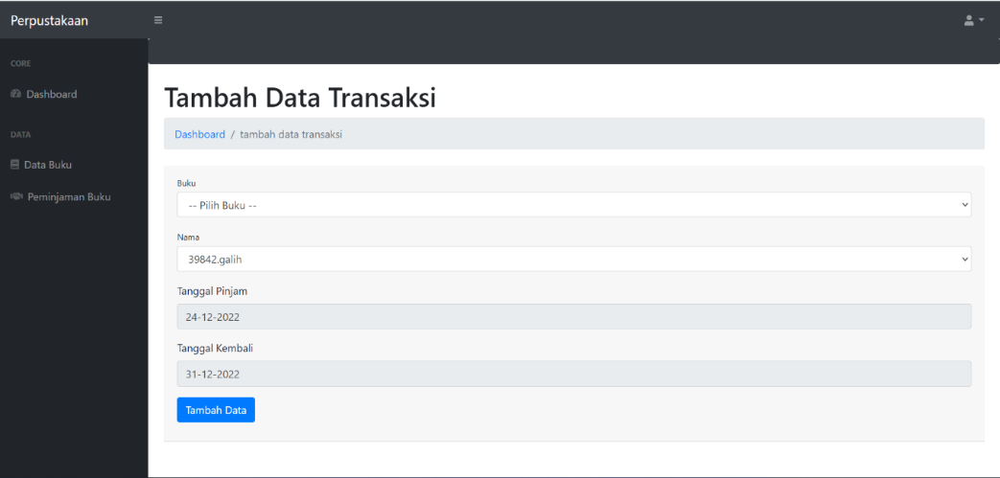 Perpustakaan
CORE
Dashboard
DATA
Data Buku
Peminjaman Buku
Tambah Data Transaksi
Dashboard / tambah data transaksi
Buku
-- Pilih Buku --
Nama
39842.galih
Tanggal Pinjam
24-12-2022
Tanggal Kembali
31-12-2022
Tambah Data